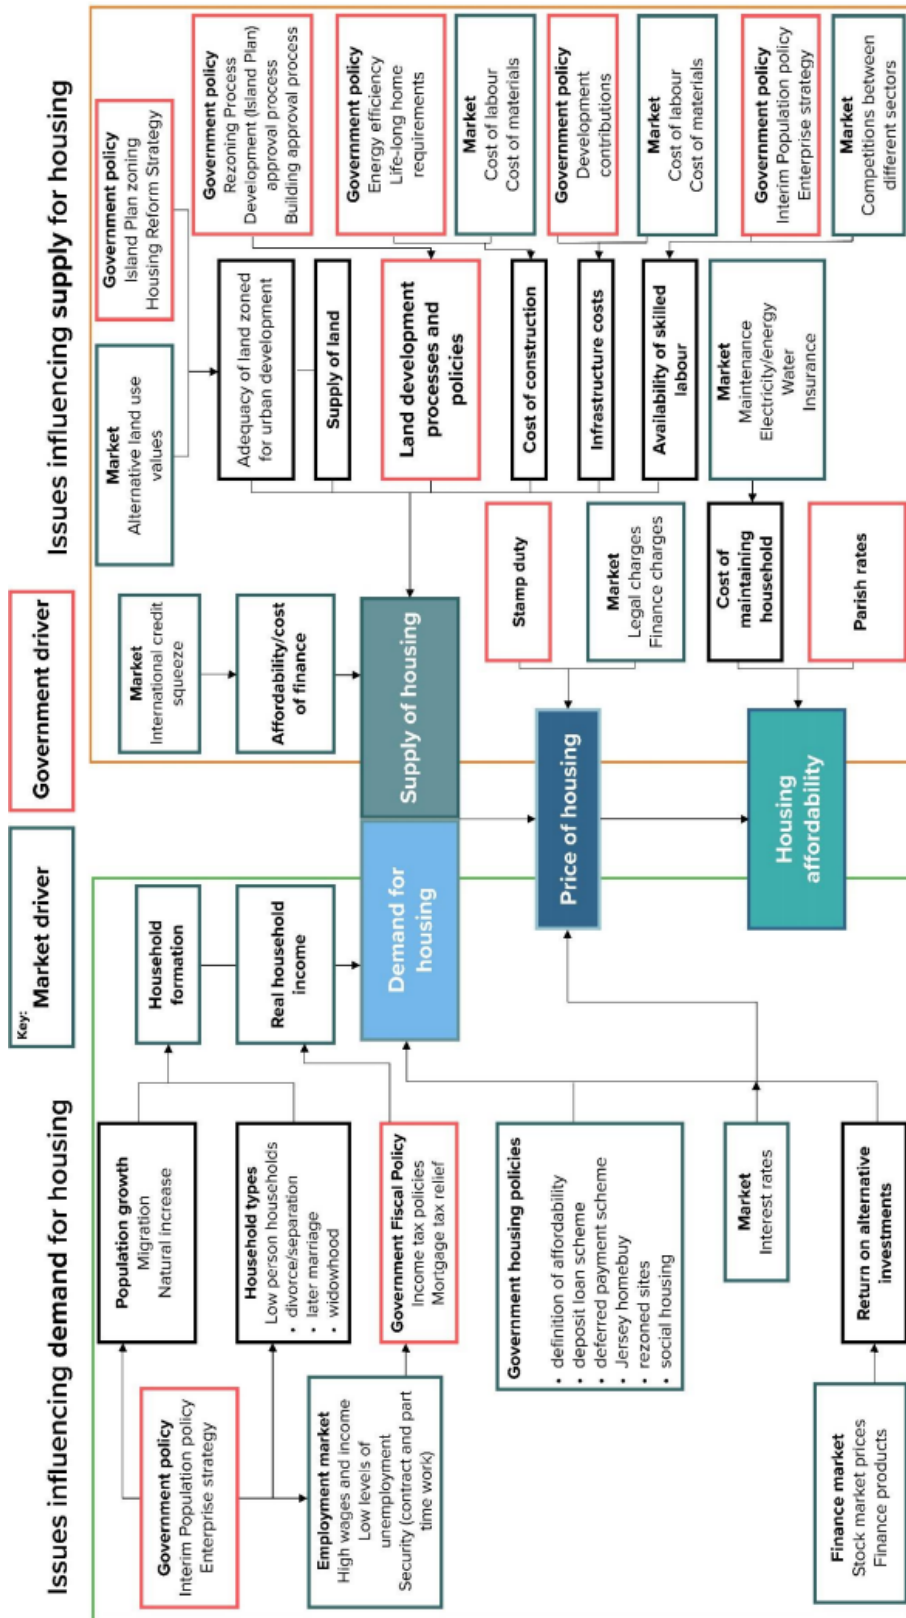 Issues influencing demand for housing
Key:
Market driver
Government driver
Issues influencing supply for housing
Government policy
Interim Population policy
Enterprise strategy
Population growth
Migration
Natural increase
Household types
Low person households
• divorce/separation
• later marriage
• widowhood
Employment market
High wages and income
Low levels of
unemployment
Security (contract and part
time work)
Government Fiscal Policy
Income tax policies
Mortgage tax relief
Household
formation
Real household
income
Demand for
housing
Government housing policies
• definition of affordability
• deposit loan scheme
• deferred payment scheme
• Jersey homebuy
• rezoned sites
• social housing
Market
Interest rates
Finance market
Stock market prices
Finance products
Return on alternative
investments
Market
International credit
squeeze
Affordability/cost
of finance
Supply of housing
Price of housing
Housing
affordability
Market
Alternative land use
values
Government policy
Island Plan zoning
Housing Reform Strategy
Adequacy of land zoned
for urban development
Supply of land
Land development
processes and
policies
Cost of construction
Infrastructure costs
Availability of skilled
labour
Government policy
Rezoning Process
Development (Island Plan)
approval process
Building approval process
Government policy
Energy efficiency
Life-long home
requirements
Market
Cost of labour
Cost of materials
Government policy
Development
contributions
Market
Cost of labour
Cost of materials
Government policy
Interim Population policy
Enterprise strategy
Market
Competitions between
different sectors
Stamp duty
Market
Legal charges
Finance charges
Cost of
maintaining
household
Market
Maintenance
Electricity/energy
Water
Insurance
Parish rates